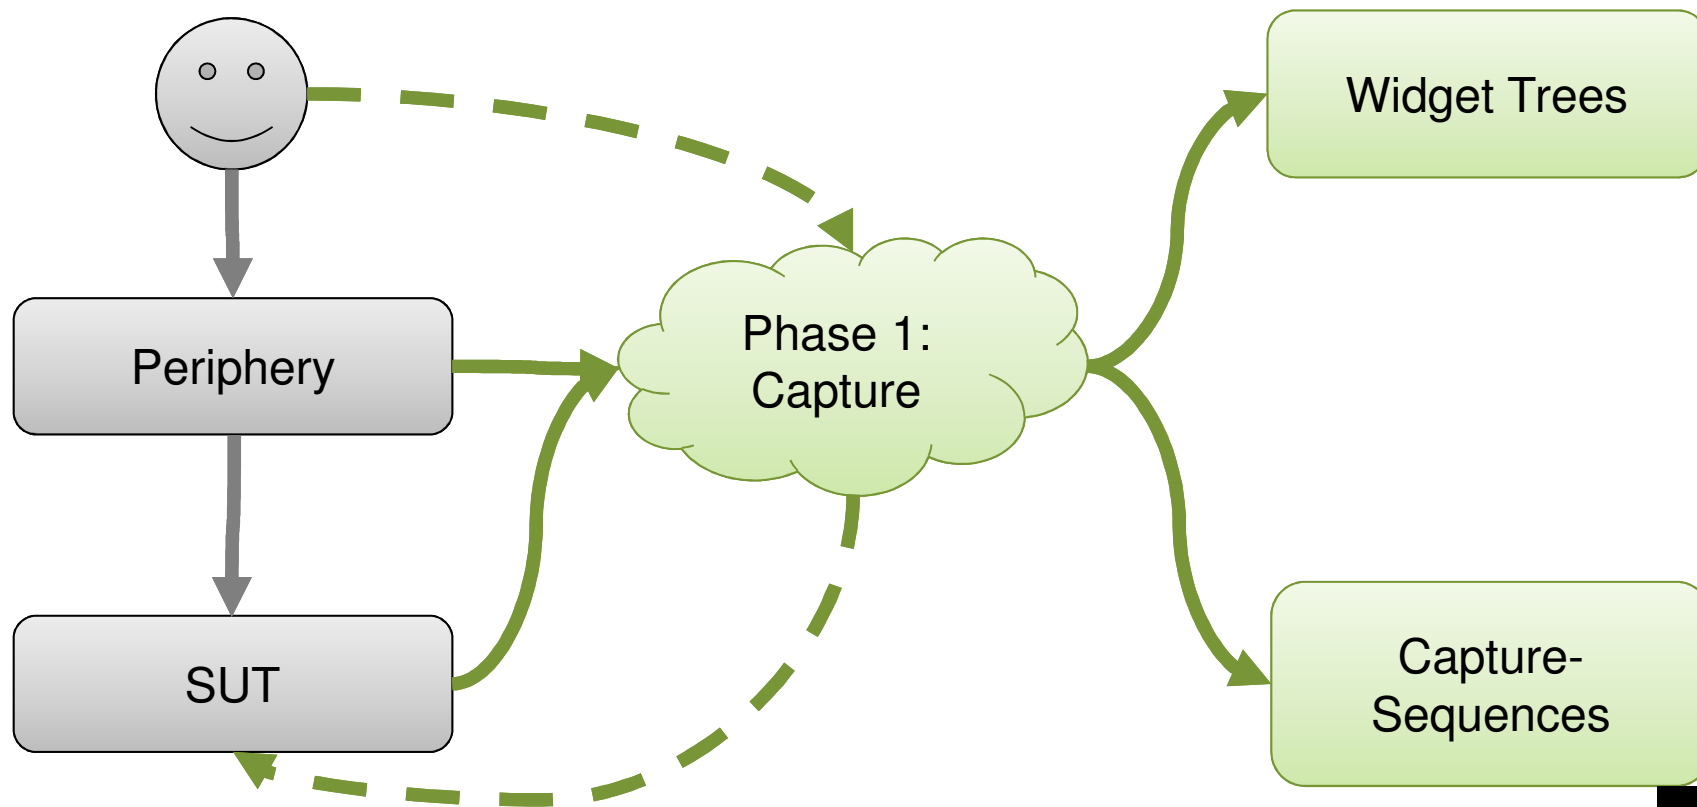 Widget Trees
Phase 1:
Capture
Periphery
SUT
Capture-
Sequences